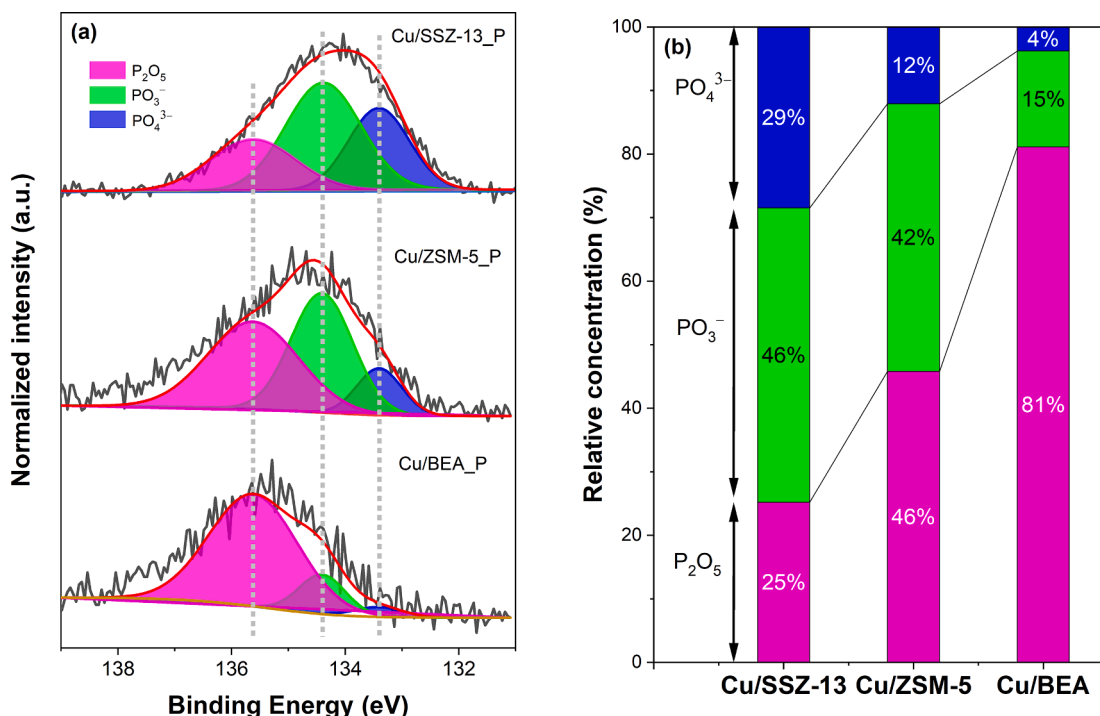 (a)
Cu/SSZ-13_P
P₂O₅
PO₃⁻
PO₄³⁻
Cu/ZSM-5_P
Cu/BEA_P
Normalized intensity (a.u.)
138 136 134 132
Binding Energy (eV)
(b)
100
80
60
40
20
0
Relative concentration (%)
PO₄³⁻
PO₃⁻
P₂O₅
29%
46%
25%
12%
42%
46%
4%
15%
81%
Cu/SSZ-13 Cu/ZSM-5 Cu/BEA